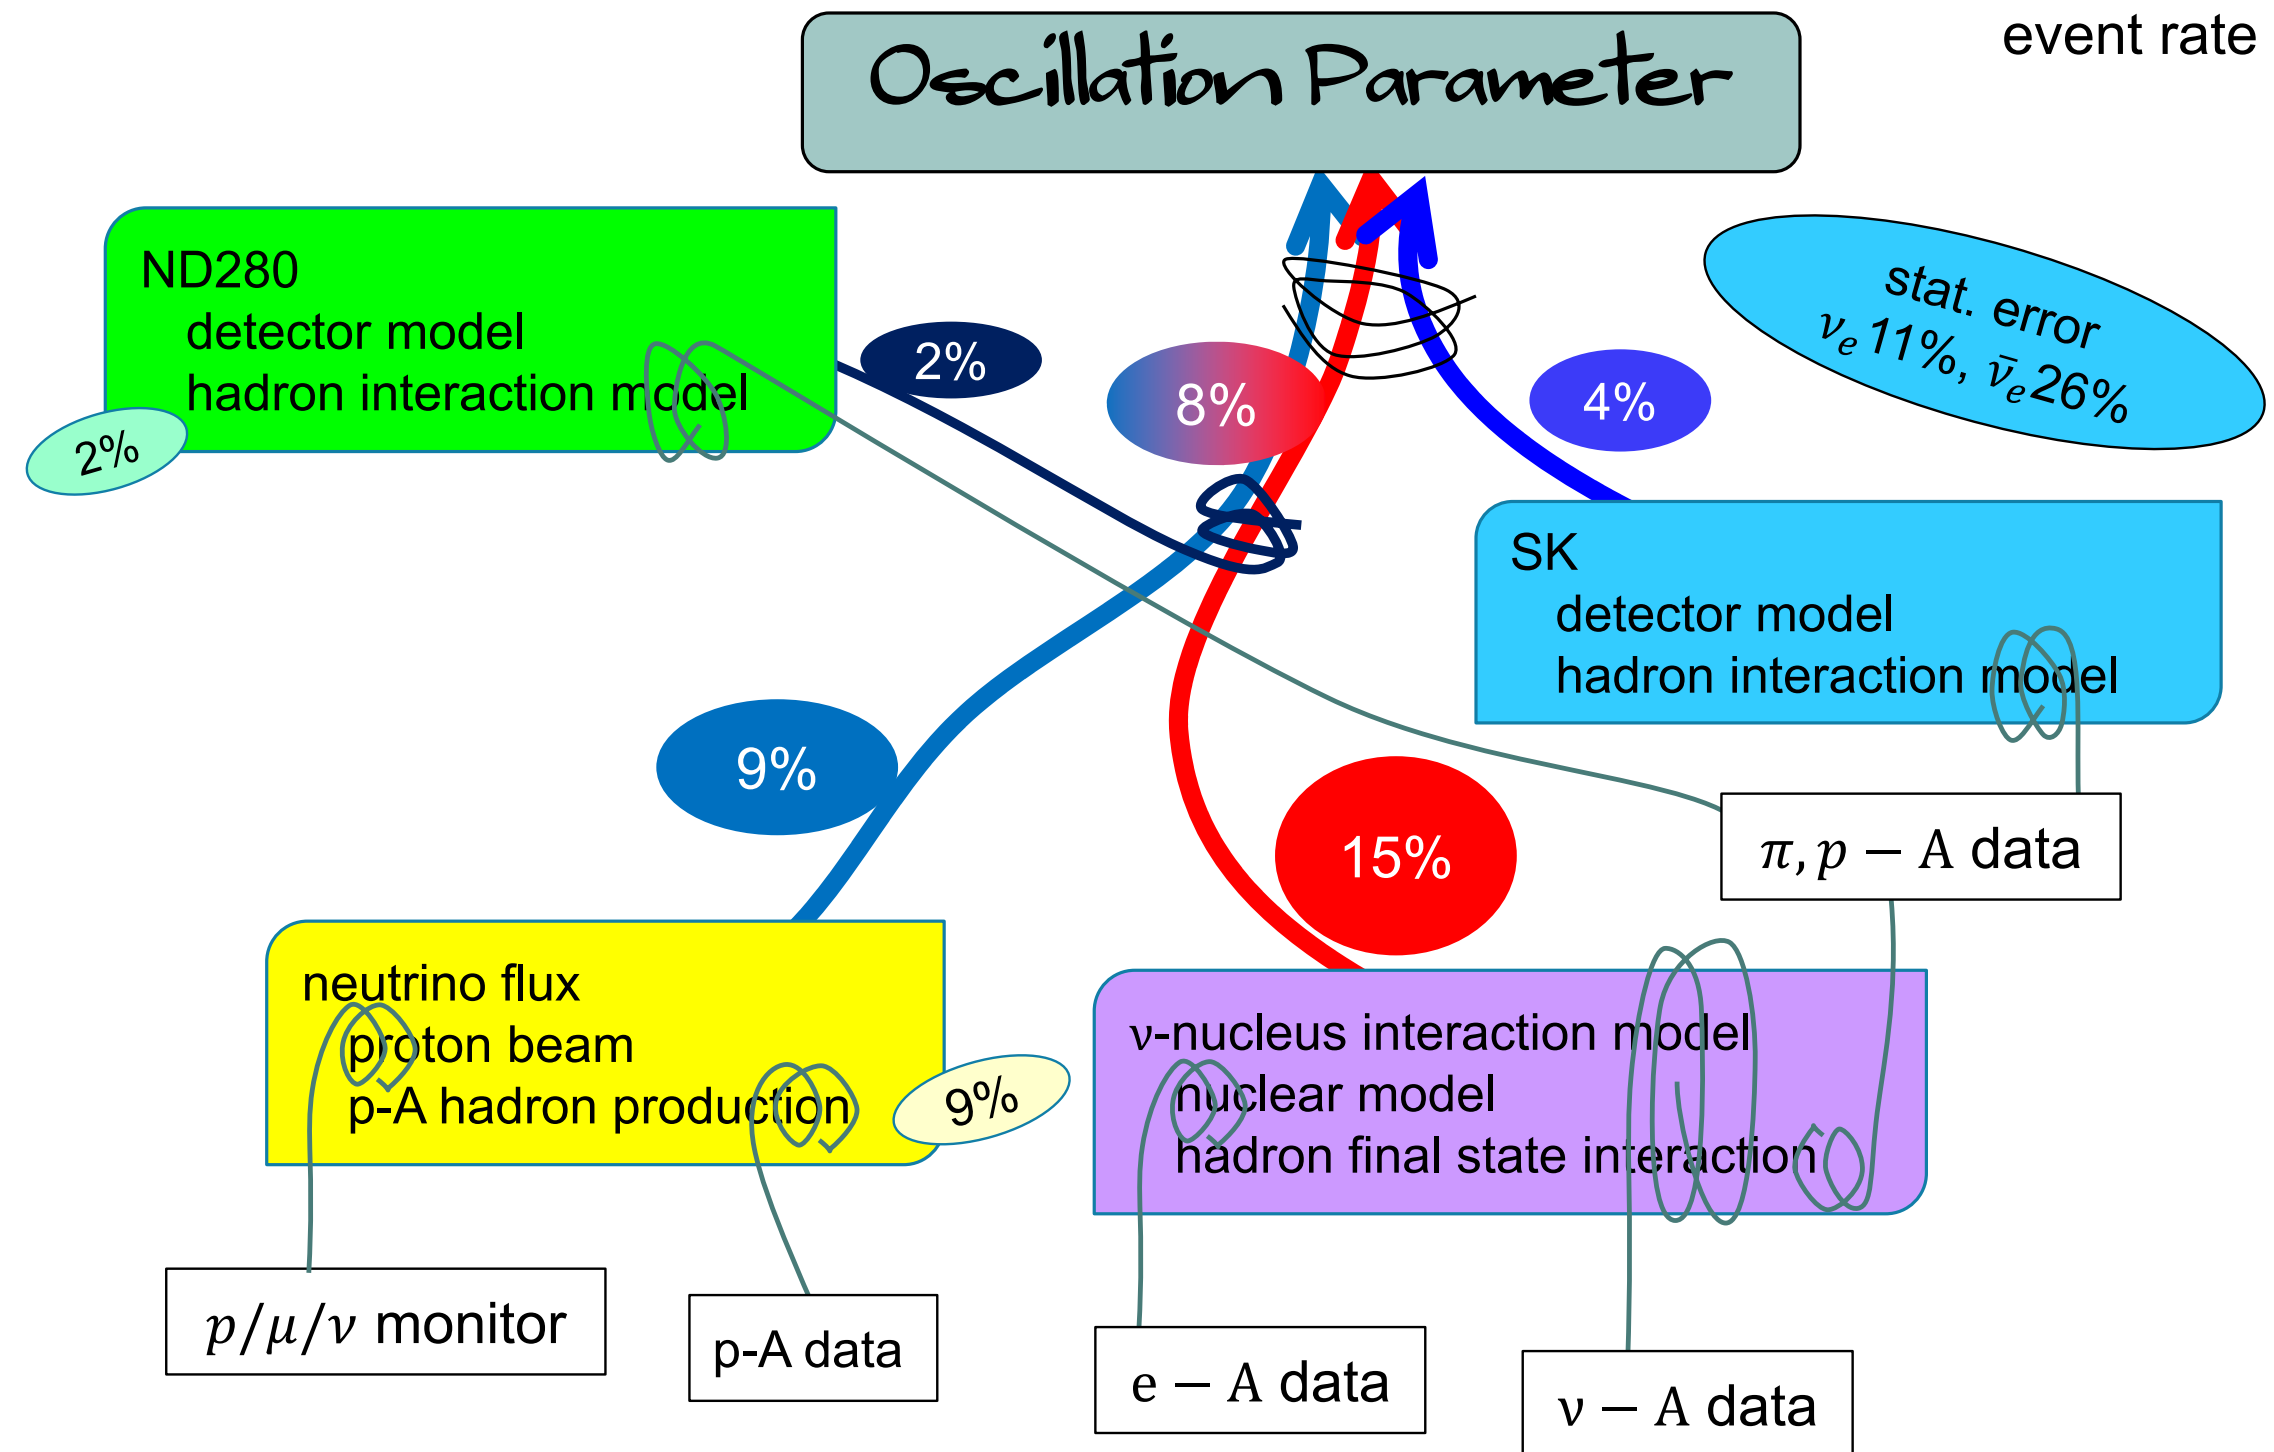 Oscillation Parameter
event rate
ND280
detector model
hadron interaction model
2%
2%
8%
4%
stat. error
νₑ 11%, ν̄ₑ 26%
SK
detector model
hadron interaction model
9%
15%
π, p − A data
neutrino flux
proton beam
p-A hadron production
9%
ν-nucleus interaction model
nuclear model
hadron final state interaction
p/μ/ν monitor
p-A data
e − A data
ν − A data